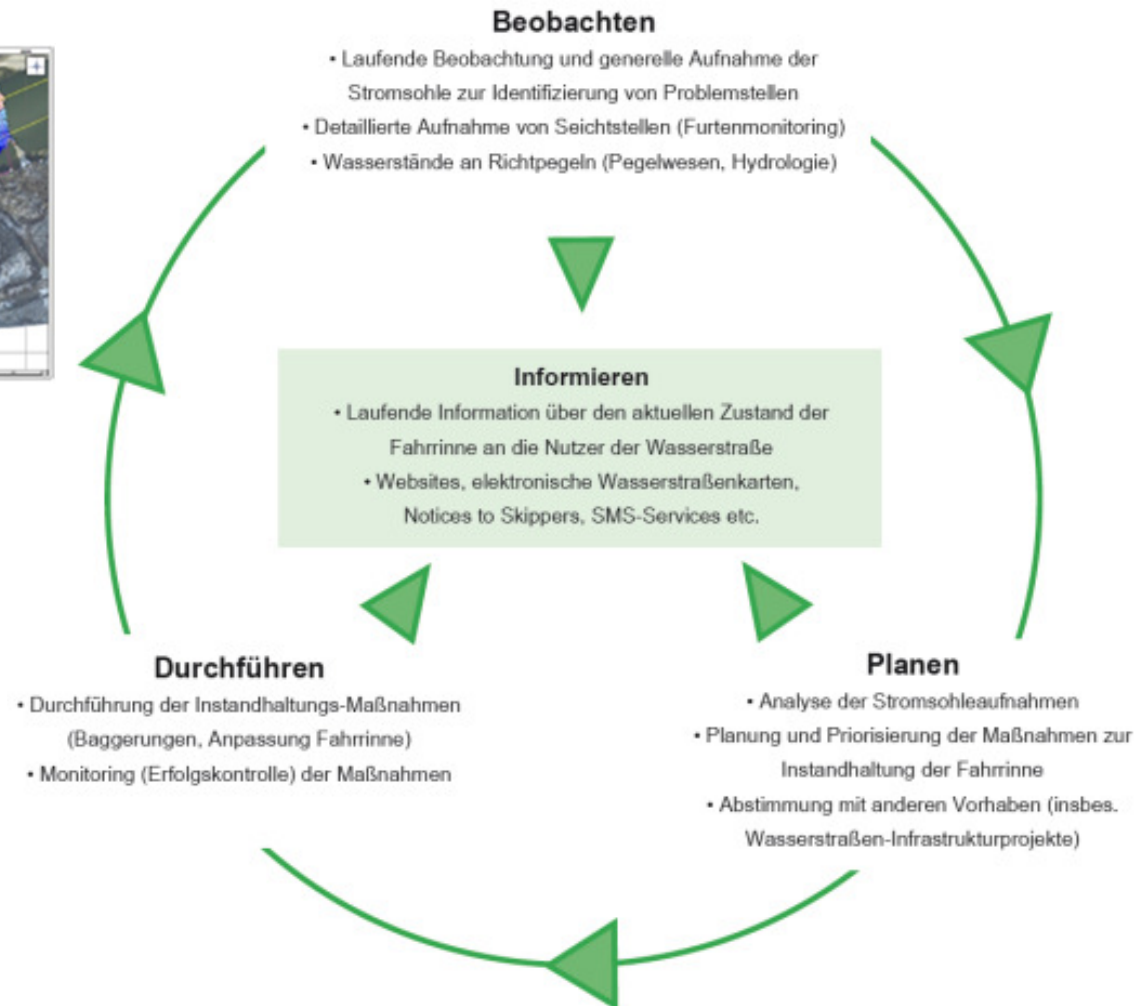 Beobachten
• Laufende Beobachtung und generelle Aufnahme der
Stromsohle zur Identifizierung von Problemstellen
• Detaillierte Aufnahme von Seichtstellen (Furtenmonitoring)
• Wasserstände an Richtpegeln (Pegelwesen, Hydrologie)
Informieren
• Laufende Information über den aktuellen Zustand der
Fahrrinne an die Nutzer der Wasserstraße
• Websites, elektronische Wasserstraßenkarten,
Notices to Skippers, SMS-Services etc.
Durchführen
• Durchführung der Instandhaltungs-Maßnahmen
(Baggerungen, Anpassung Fahrrinne)
• Monitoring (Erfolgskontrolle) der Maßnahmen
Planen
• Analyse der Stromsohleaufnahmen
• Planung und Priorisierung der Maßnahmen zur
Instandhaltung der Fahrrinne
• Abstimmung mit anderen Vorhaben (insbes.
Wasserstraßen-Infrastrukturprojekte)